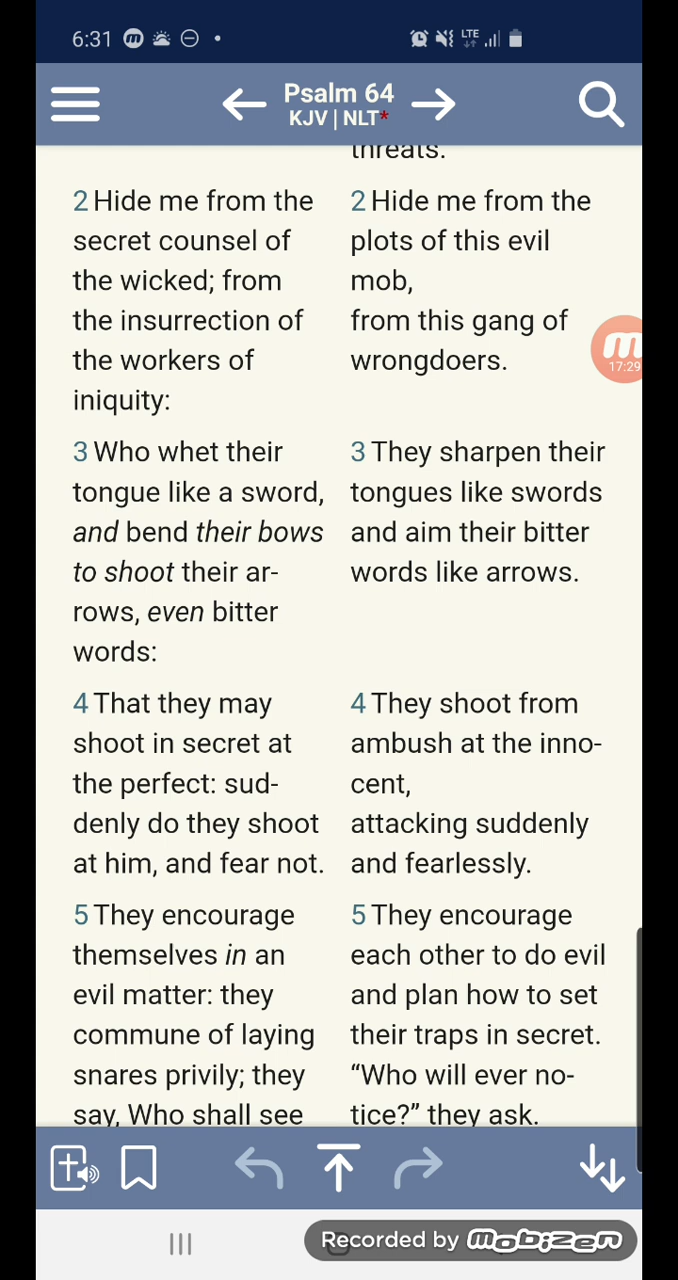 6:31
LTE
Psalm 64
KJV | NLT*
threats.
2 Hide me from the
secret counsel of
the wicked; from
the insurrection of
the workers of
iniquity:
2 Hide me from the
plots of this evil
mob,
from this gang of
wrongdoers.
m
17:29
3 Who whet their
tongue like a sword,
and bend their bows
to shoot their ar-
rows, even bitter
words:
3 They sharpen their
tongues like swords
and aim their bitter
words like arrows.
4 That they may
shoot in secret at
the perfect: sud-
denly do they shoot
at him, and fear not.
4 They shoot from
ambush at the inno-
cent,
attacking suddenly
and fearlessly.
5 They encourage
themselves in an
evil matter: they
commune of laying
snares privily; they
say, Who shall see
5 They encourage
each other to do evil
and plan how to set
their traps in secret.
“Who will ever no-
tice?” they ask.
Recorded by mobizen